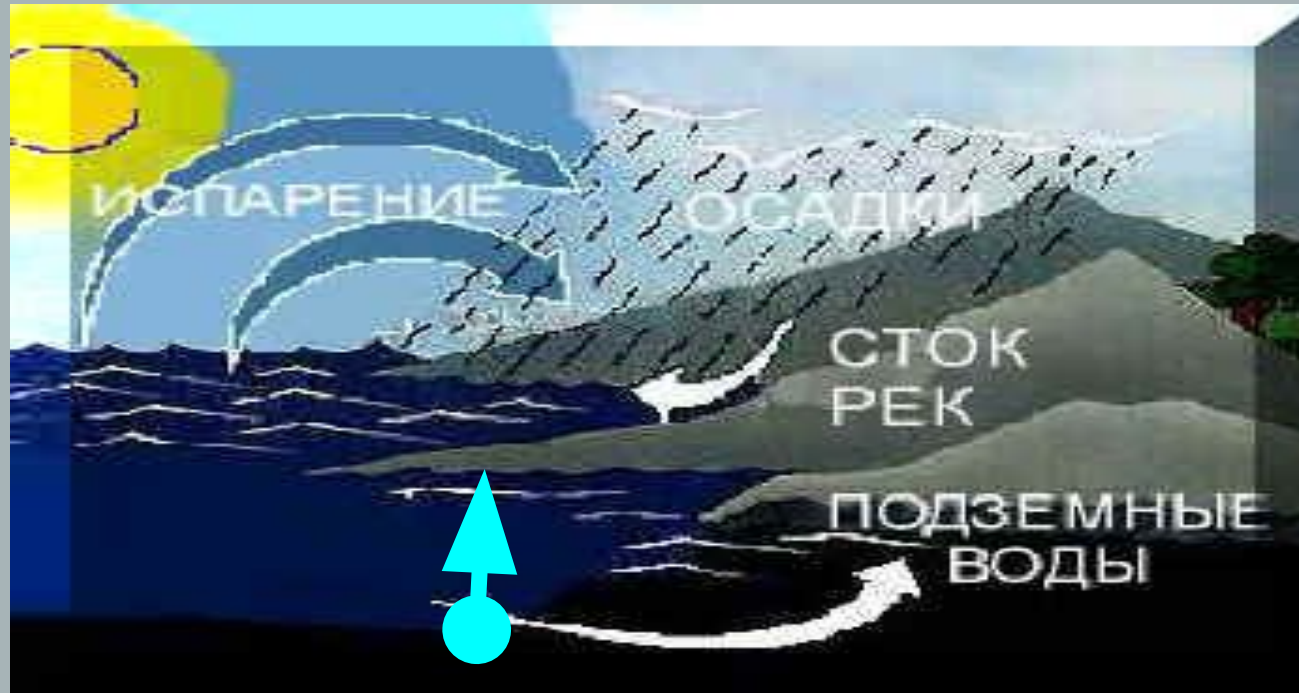 ИСПАРЕНИЕ
ОСАДКИ
СТОК
РЕК
ПОДЗЕМНЫЕ
ВОДЫ